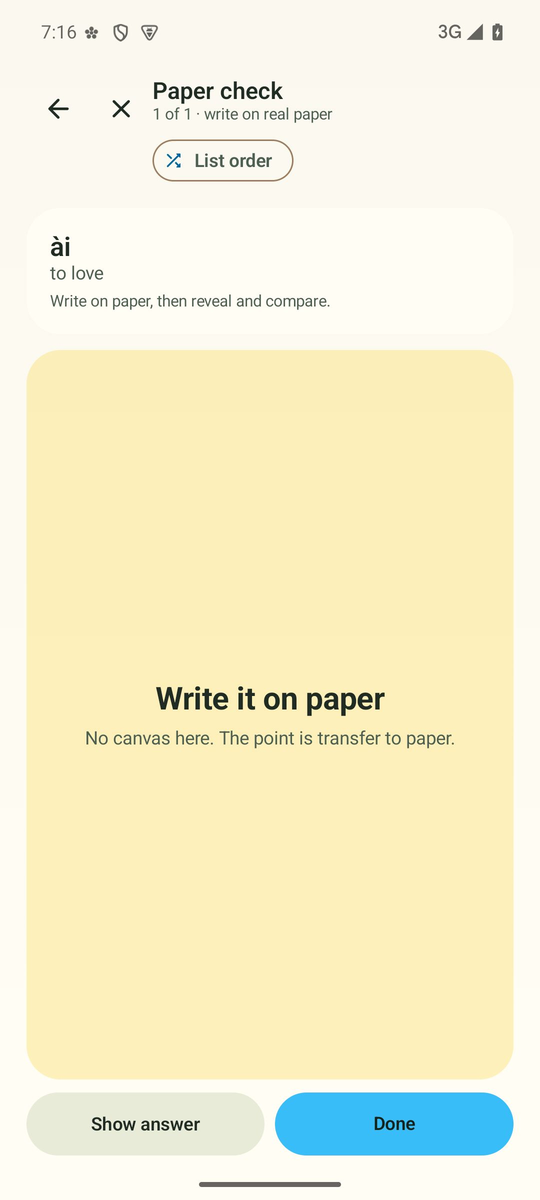 7:16
3G
Paper check
1 of 1 · write on real paper
List order
ài
to love
Write on paper, then reveal and compare.
Write it on paper
No canvas here. The point is transfer to paper.
Show answer
Done